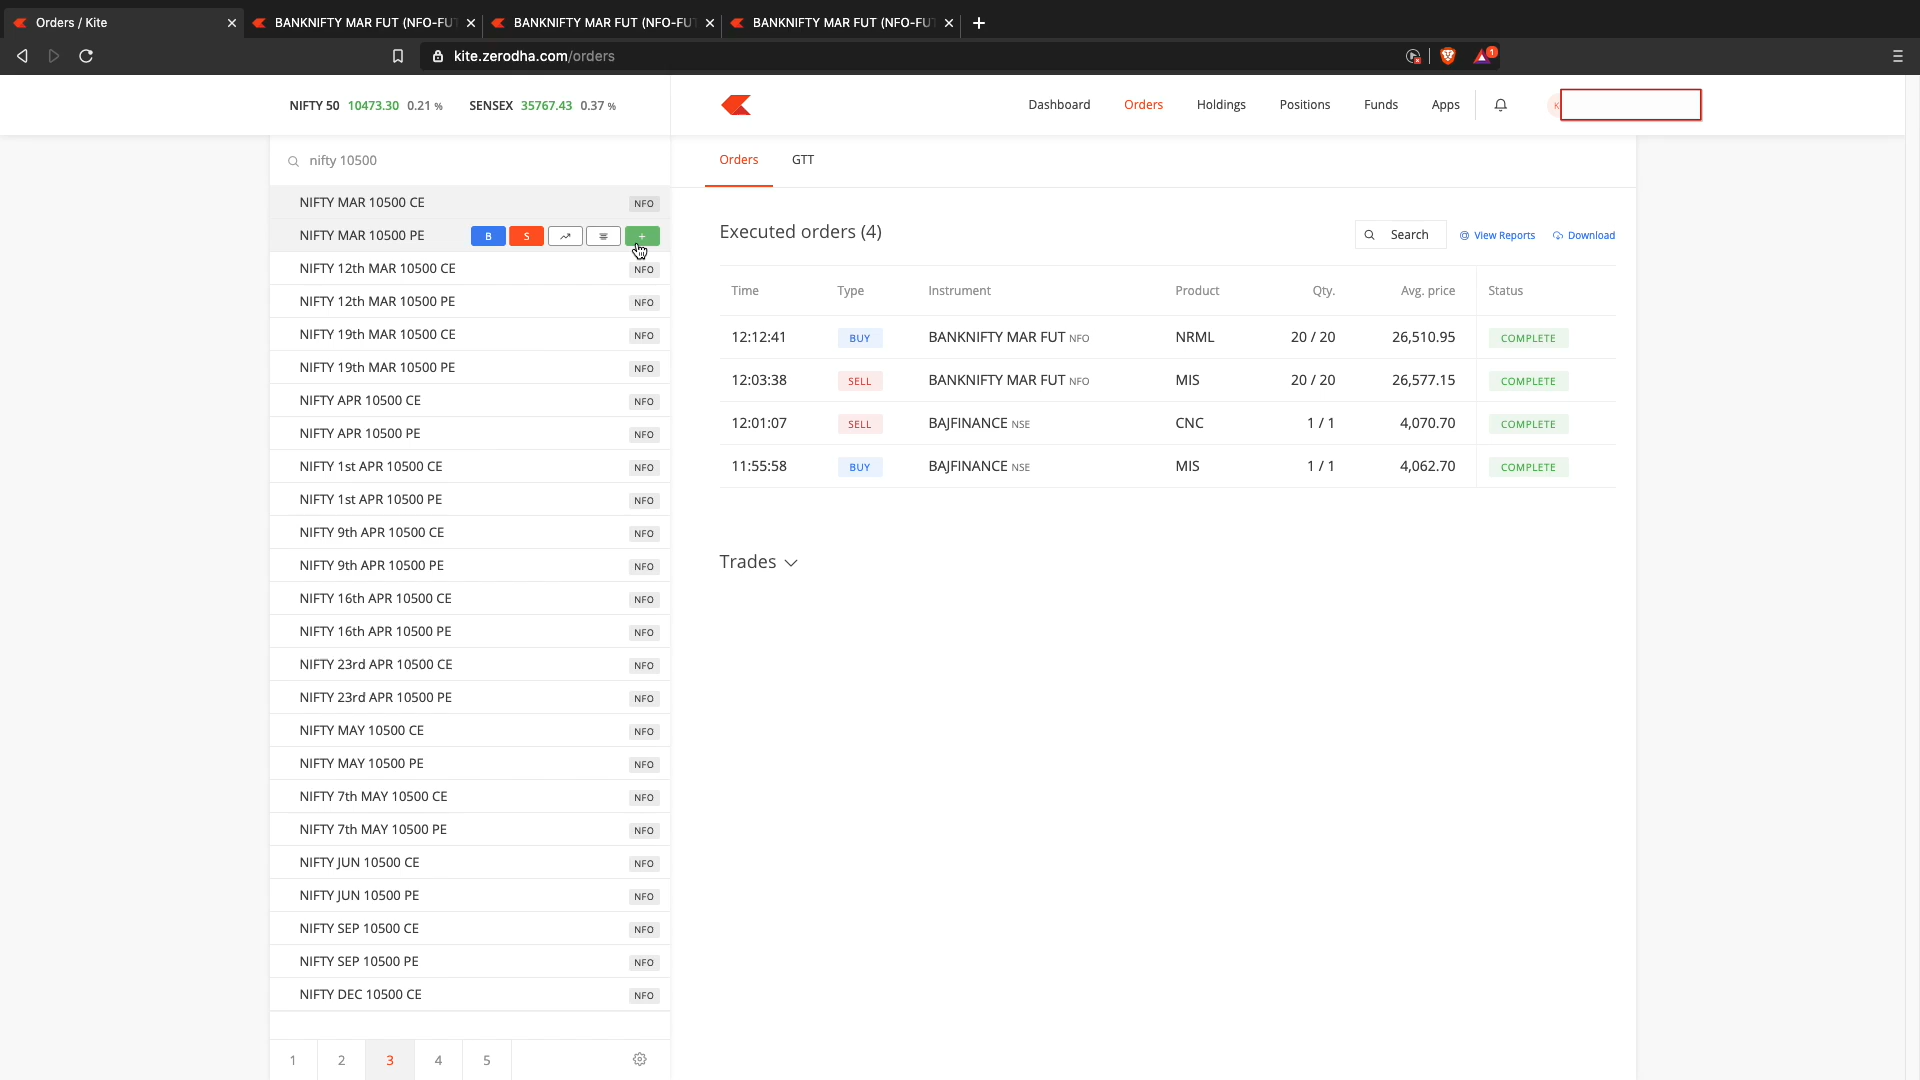 Orders / Kite
BANKNIFTY MAR FUT (NFO-FU
BANKNIFTY MAR FUT (NFO-FU
BANKNIFTY MAR FUT (NFO-FU
kite.zerodha.com/orders
1
NIFTY 50 10473.30 0.21 % SENSEX 35767.43 0.37 %
Dashboard Orders Holdings Positions Funds Apps K
nifty 10500
NIFTY MAR 10500 CE NFO
NIFTY MAR 10500 PE B S +
NIFTY 12th MAR 10500 CE NFO
NIFTY 12th MAR 10500 PE NFO
NIFTY 19th MAR 10500 CE NFO
NIFTY 19th MAR 10500 PE NFO
NIFTY APR 10500 CE NFO
NIFTY APR 10500 PE NFO
NIFTY 1st APR 10500 CE NFO
NIFTY 1st APR 10500 PE NFO
NIFTY 9th APR 10500 CE NFO
NIFTY 9th APR 10500 PE NFO
NIFTY 16th APR 10500 CE NFO
NIFTY 16th APR 10500 PE NFO
NIFTY 23rd APR 10500 CE NFO
NIFTY 23rd APR 10500 PE NFO
NIFTY MAY 10500 CE NFO
NIFTY MAY 10500 PE NFO
NIFTY 7th MAY 10500 CE NFO
NIFTY 7th MAY 10500 PE NFO
NIFTY JUN 10500 CE NFO
NIFTY JUN 10500 PE NFO
NIFTY SEP 10500 CE NFO
NIFTY SEP 10500 PE NFO
NIFTY DEC 10500 CE NFO
1 2 3 4 5
Orders GTT
Executed orders (4)
Search View Reports Download
Time Type Instrument Product Qty. Avg. price Status
12:12:41 BUY BANKNIFTY MAR FUT NFO NRML 20 / 20 26,510.95 COMPLETE
12:03:38 SELL BANKNIFTY MAR FUT NFO MIS 20 / 20 26,577.15 COMPLETE
12:01:07 SELL BAJFINANCE NSE CNC 1 / 1 4,070.70 COMPLETE
11:55:58 BUY BAJFINANCE NSE MIS 1 / 1 4,062.70 COMPLETE
Trades